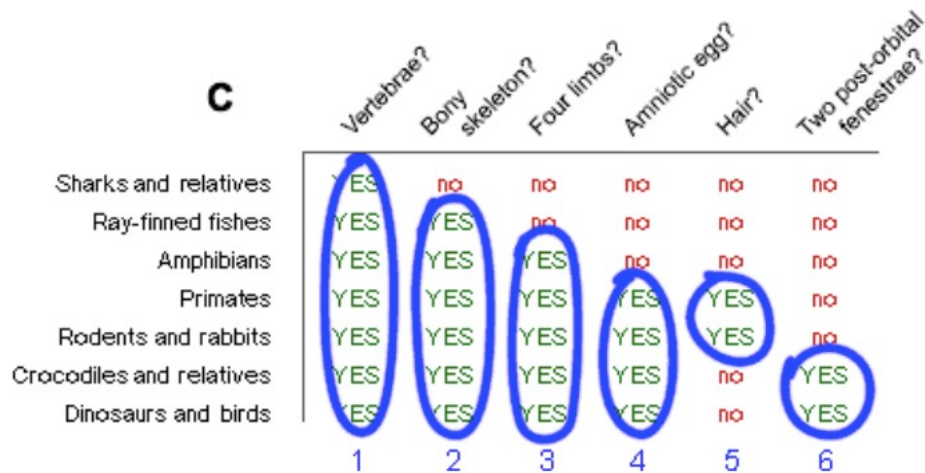 C
Vertebrae?
Bony skeleton?
Four limbs?
Amniotic egg?
Hair?
Two post-orbital fenestrae?
Sharks and relatives YES no no no no no
Ray-finned fishes YES YES no no no no
Amphibians YES YES YES no no no
Primates YES YES YES YES YES no
Rodents and rabbits YES YES YES YES YES no
Crocodiles and relatives YES YES YES YES no YES
Dinosaurs and birds YES YES YES YES no YES
1 2 3 4 5 6